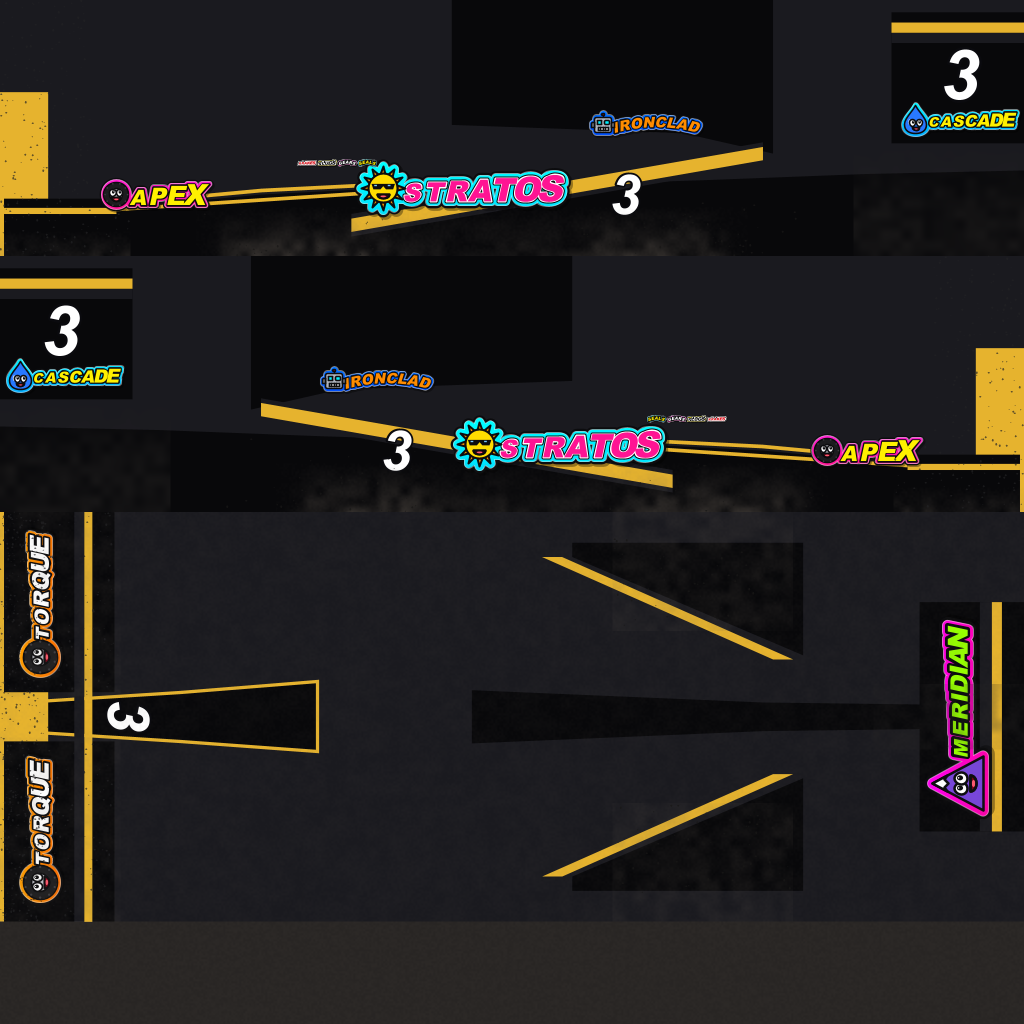 3
CASCADE
IRONCLAD
APEX
STRATOS
3
3
CASCADE
IRONCLAD
3
STRATOS
APEX
TORQUE
3
TORQUE
MERIDIAN